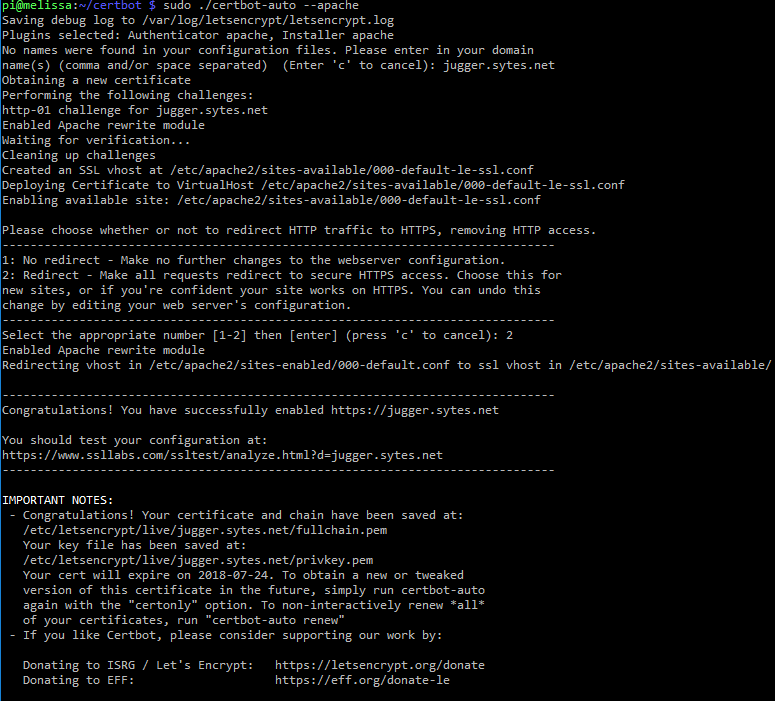 pi@melissa:~/certbot $ sudo ./certbot-auto --apache
Saving debug log to /var/log/letsencrypt/letsencrypt.log
Plugins selected: Authenticator apache, Installer apache
No names were found in your configuration files. Please enter in your domain
name(s) (comma and/or space separated)  (Enter 'c' to cancel): jugger.sytes.net
Obtaining a new certificate
Performing the following challenges:
http-01 challenge for jugger.sytes.net
Enabled Apache rewrite module
Waiting for verification...
Cleaning up challenges
Created an SSL vhost at /etc/apache2/sites-available/000-default-le-ssl.conf
Deploying Certificate to VirtualHost /etc/apache2/sites-available/000-default-le-ssl.conf
Enabling available site: /etc/apache2/sites-available/000-default-le-ssl.conf
Please choose whether or not to redirect HTTP traffic to HTTPS, removing HTTP access.
-------------------------------------------------------------------------------
1: No redirect - Make no further changes to the webserver configuration.
2: Redirect - Make all requests redirect to secure HTTPS access. Choose this for
new sites, or if you're confident your site works on HTTPS. You can undo this
change by editing your web server's configuration.
-------------------------------------------------------------------------------
Select the appropriate number [1-2] then [enter] (press 'c' to cancel): 2
Enabled Apache rewrite module
Redirecting vhost in /etc/apache2/sites-enabled/000-default.conf to ssl vhost in /etc/apache2/sites-available/
-------------------------------------------------------------------------------
Congratulations! You have successfully enabled https://jugger.sytes.net
You should test your configuration at:
https://www.ssllabs.com/ssltest/analyze.html?d=jugger.sytes.net
-------------------------------------------------------------------------------
IMPORTANT NOTES:
 - Congratulations! Your certificate and chain have been saved at:
   /etc/letsencrypt/live/jugger.sytes.net/fullchain.pem
   Your key file has been saved at:
   /etc/letsencrypt/live/jugger.sytes.net/privkey.pem
   Your cert will expire on 2018-07-24. To obtain a new or tweaked
   version of this certificate in the future, simply run certbot-auto
   again with the "certonly" option. To non-interactively renew *all*
   of your certificates, run "certbot-auto renew"
 - If you like Certbot, please consider supporting our work by:
   Donating to ISRG / Let's Encrypt:   https://letsencrypt.org/donate
   Donating to EFF:                    https://eff.org/donate-le